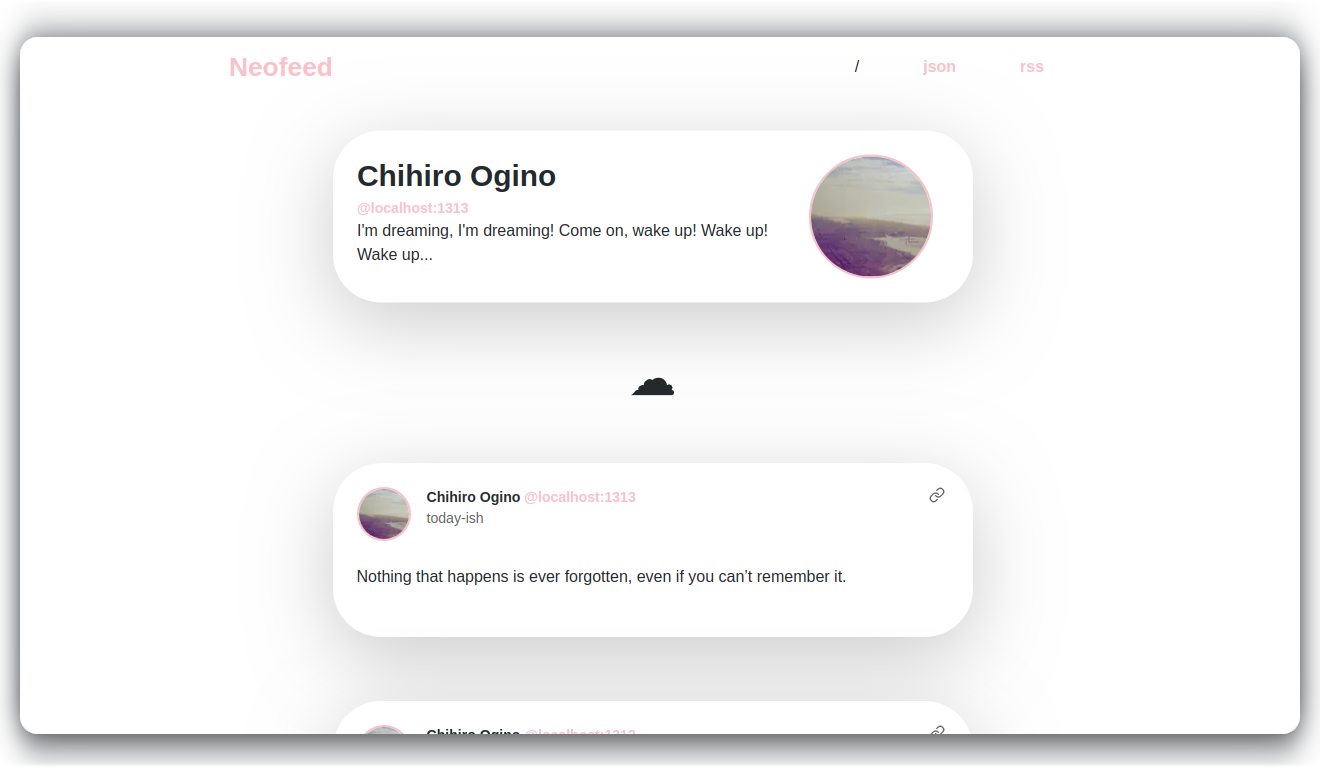 Neofeed
/ json rss
Chihiro Ogino
@localhost:1313
I'm dreaming, I'm dreaming! Come on, wake up! Wake up!
Wake up...
Chihiro Ogino @localhost:1313
today-ish
Nothing that happens is ever forgotten, even if you can’t remember it.
Chihiro Ogino @localhost:1313